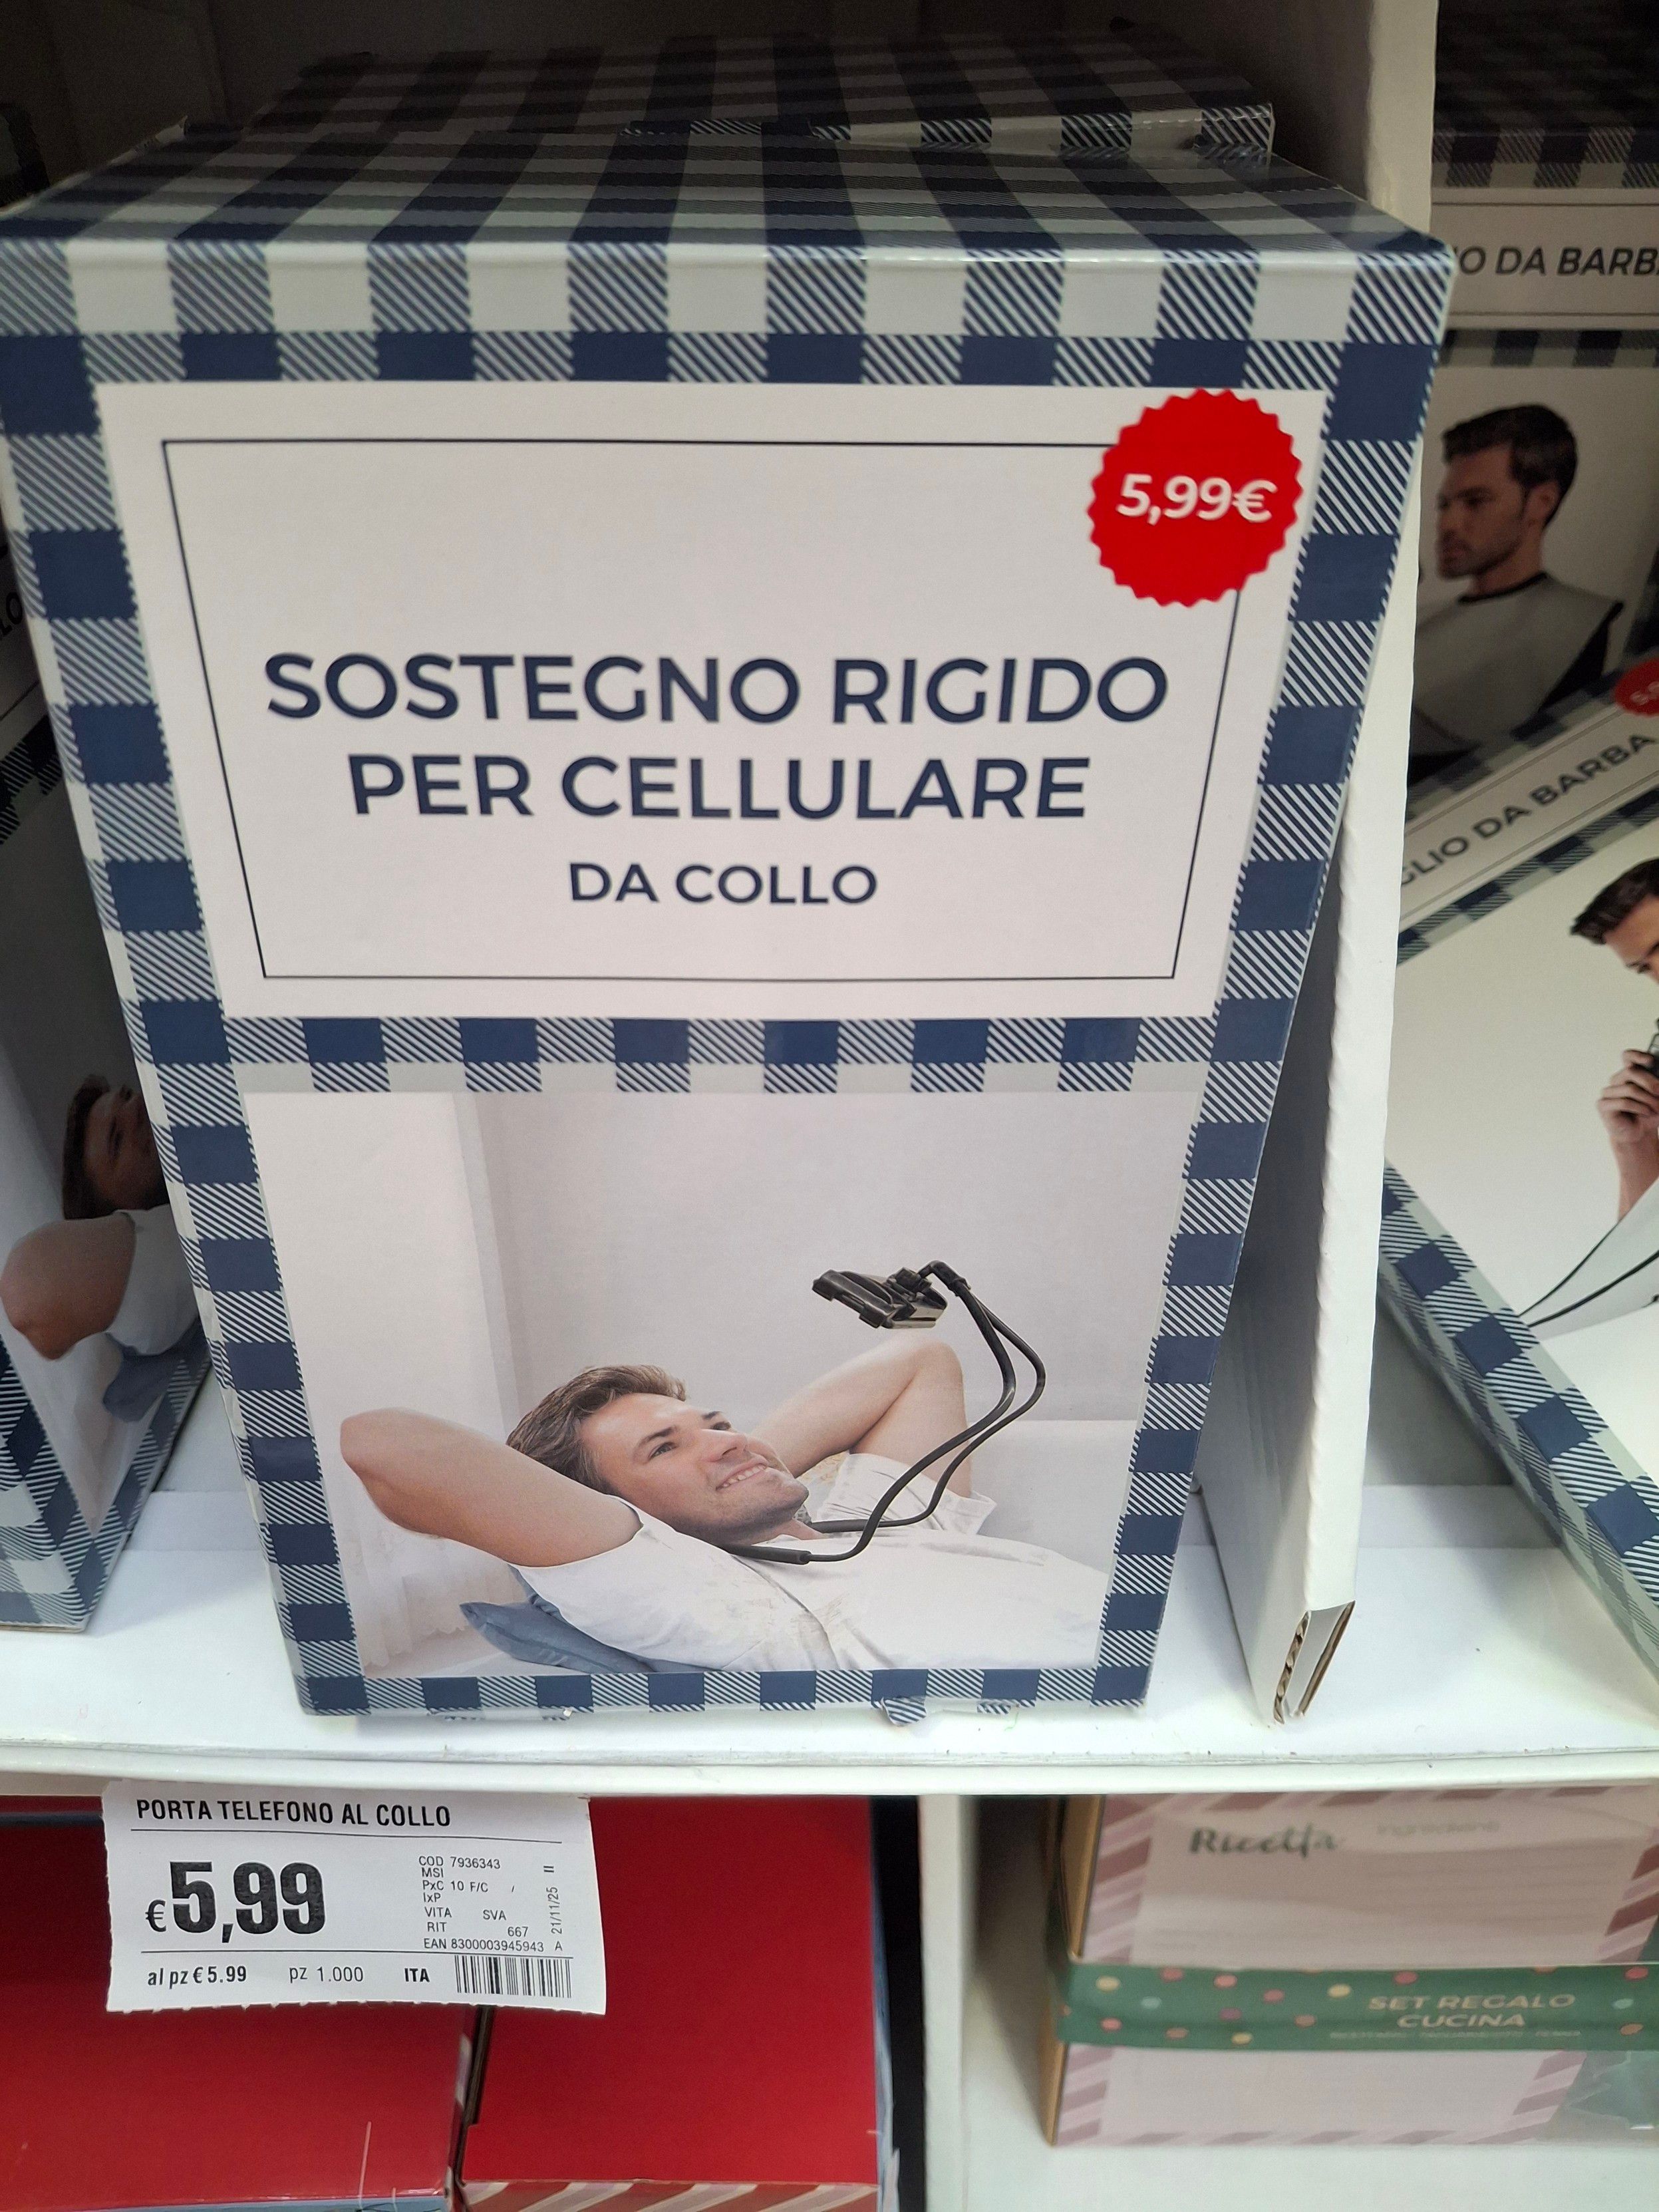 5,99€
SOSTEGNO RIGIDO
PER CELLULARE
DA COLLO
DA BARBA
DA BARBA
PORTA TELEFONO AL COLLO
€5,99
COD 7936343
MSI
PxC 10 F/C /
IxP
VITA SVA
RIT 667
EAN 8300003945943 A
21/11/25 =
al pz € 5.99 pz 1.000 ITA
Ricetta Ingredienti
SET REGALO
CUCINA